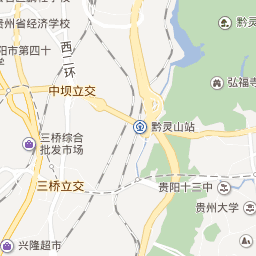 贵州省经济学校
贵阳市第四十
西二环
黔灵
弘福寺
中坝立交
黔灵山站
三桥综合
批发市场
三桥立交
贵阳十三中
贵州大学
兴隆超市